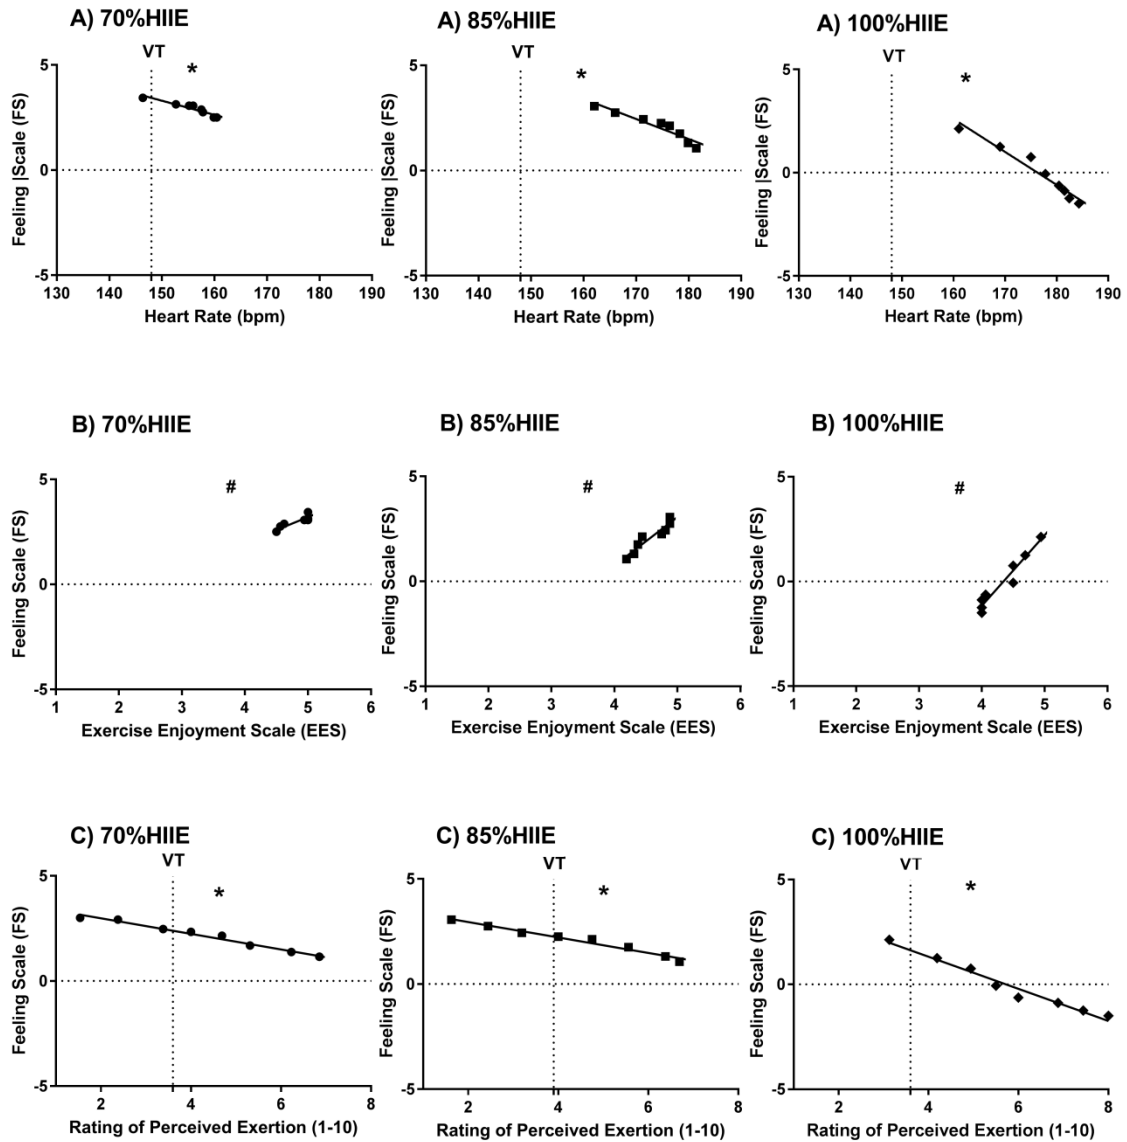 A) 70%HIIE
VT
*
5
0
-5
Feeling |Scale (FS)
130 140 150 160 170 180 190
Heart Rate (bpm)
A) 85%HIIE
VT
*
5
0
-5
Feeling |Scale (FS)
130 140 150 160 170 180 190
Heart Rate (bpm)
A) 100%HIIE
VT
*
5
0
-5
Feeling |Scale (FS)
130 140 150 160 170 180 190
Heart Rate (bpm)
B) 70%HIIE
#
5
0
-5
Feeling Scale (FS)
1 2 3 4 5 6
Exercise Enjoyment Scale (EES)
B) 85%HIIE
#
5
0
-5
Feeling Scale (FS)
1 2 3 4 5 6
Exercise Enjoyment Scale (EES)
B) 100%HIIE
#
5
0
-5
Feeling Scale (FS)
1 2 3 4 5 6
Exercise Enjoyment Scale (EES)
C) 70%HIIE
VT
*
5
0
-5
Feeling Scale (FS)
2 4 6 8
Rating of Perceived Exertion (1-10)
C) 85%HIIE
VT
*
5
0
-5
Feeling Scale (FS)
2 4 6 8
Rating of Perceived Exertion (1-10)
C) 100%HIIE
VT
*
5
0
-5
Feeling Scale (FS)
2 4 6 8
Rating of Perceived Exertion (1-10)